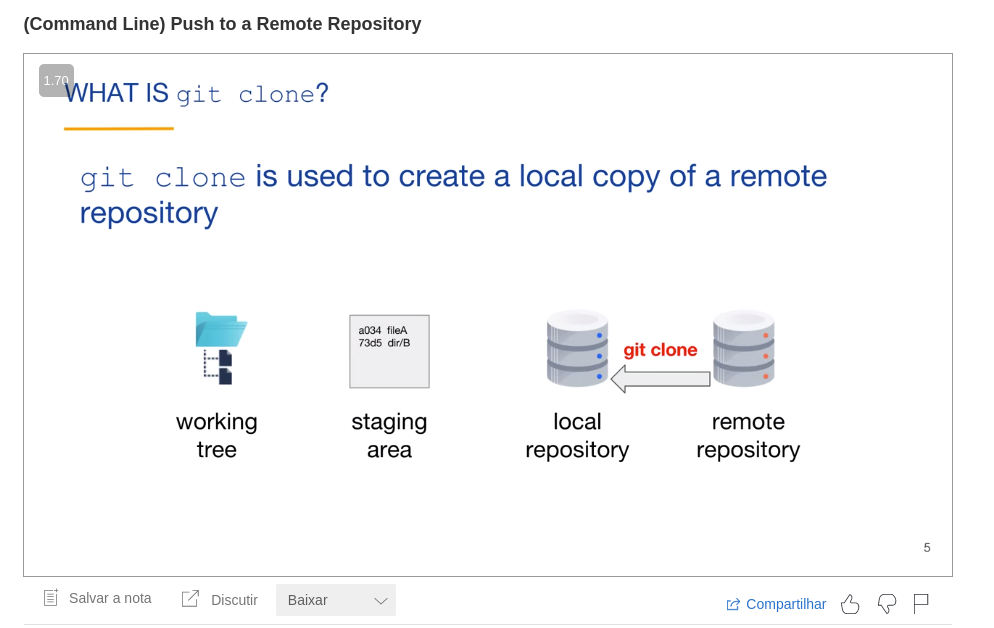 (Command Line) Push to a Remote Repository
1.70
WHAT IS git clone?
git clone is used to create a local copy of a remote
repository
a034 fileA
73d5 dir/B
git clone
working
tree
staging
area
local
repository
remote
repository
5
Salvar a nota
Discutir
Baixar
Compartilhar